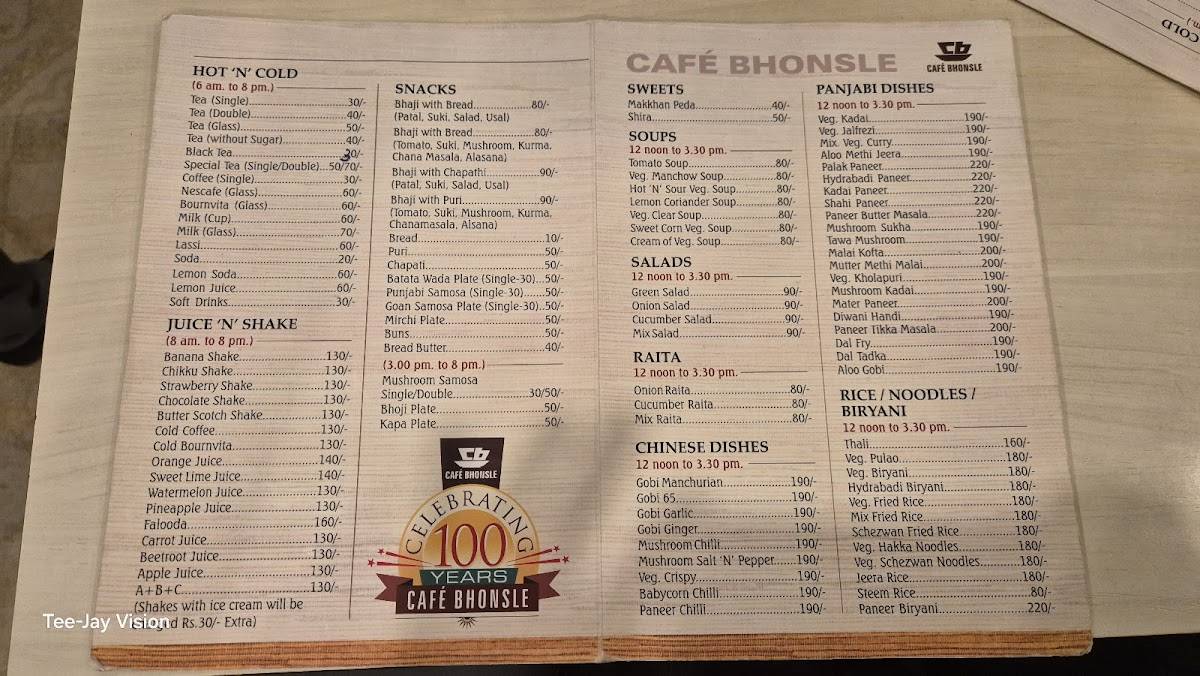 HOT 'N' COLD
(6 am. to 8 pm.)
Tea (Single)....30/-
Tea (Double)....40/-
Tea (Glass)....50/-
Tea (without Sugar)....40/-
Black Tea....30/-
Special Tea (Single/Double)...50/70/-
Coffee (Single)....30/-
Nescafe (Glass)....60/-
Bournvita (Glass)....60/-
Milk (Cup)....60/-
Milk (Glass)....70/-
Lassi....60/-
Soda....20/-
Lemon Soda....60/-
Lemon Juice....60/-
Soft Drinks....30/-
JUICE 'N' SHAKE
(8 am. to 8 pm.)
Banana Shake....130/-
Chikku Shake....130/-
Strawberry Shake....130/-
Chocolate Shake....130/-
Butter Scotch Shake....130/-
Cold Coffee....130/-
Cold Bournvita....130/-
Orange Juice....140/-
Sweet Lime Juice....140/-
Watermelon Juice....130/-
Pineapple Juice....130/-
Falooda....160/-
Carrot Juice....130/-
Beetroot Juice....130/-
Apple Juice....130/-
A+B+C....130/-
(Shakes with ice cream will be
Rs.30/- Extra)
SNACKS
Bhaji with Bread....80/-
(Patal, Suki, Salad, Usal)
Bhaji with Bread....80/-
(Tomato, Suki, Mushroom, Kurma,
Chana Masala, Alasana)
Bhaji with Chapathi....90/-
(Patal, Suki, Salad, Usal)
Bhaji with Puri....90/-
(Tomato, Suki, Mushroom, Kurma,
Chanamasala, Alsana)
Bread....10/-
Puri....50/-
Chapati....50/-
Batata Wada Plate (Single-30)...50/-
Punjabi Samosa (Single-30)....50/-
Goan Samosa Plate (Single-30)..50/-
Mirchi Plate....50/-
Buns....50/-
Bread Butter....40/-
(3.00 pm. to 8 pm.)
Mushroom Samosa
Single/Double....30/50/-
Bhoji Plate....50/-
Kapa Plate....50/-
cb
CAFÉ BHONSLE
CELEBRATING
100
YEARS
CAFÉ BHONSLE
CAFÉ BHONSLE
cb
CAFÉ BHONSLE
SWEETS
Makkhan Peda....40/-
Shira....50/-
SOUPS
12 noon to 3.30 pm.
Tomato Soup....80/-
Veg. Manchow Soup....80/-
Hot 'N' Sour Veg. Soup....80/-
Lemon Coriander Soup....80/-
Veg. Clear Soup....80/-
Sweet Corn Veg. Soup....80/-
Cream of Veg. Soup....80/-
SALADS
12 noon to 3.30 pm.
Green Salad....90/-
Onion Salad....90/-
Cucumber Salad....90/-
Mix Salad....90/-
RAITA
12 noon to 3.30 pm.
Onion Raita....80/-
Cucumber Raita....80/-
Mix Raita....80/-
CHINESE DISHES
12 noon to 3.30 pm.
Gobi Manchurian....190/-
Gobi 65....190/-
Gobi Garlic....190/-
Gobi Ginger....190/-
Mushroom Chilli....190/-
Mushroom Salt 'N' Pepper....190/-
Veg. Crispy....190/-
Babycorn Chilli....190/-
Paneer Chilli....190/-
PANJABI DISHES
12 noon to 3.30 pm.
Veg. Kadai....190/-
Veg. Jalfrezi....190/-
Mix. Veg. Curry....190/-
Aloo Methi Jeera....190/-
Palak Paneer....220/-
Hydrabadi Paneer....220/-
Kadai Paneer....220/-
Shahi Paneer....220/-
Paneer Butter Masala....220/-
Mushroom Sukha....190/-
Tawa Mushroom....190/-
Malai Kofta....200/-
Mutter Methi Malai....200/-
Veg. Kholapuri....190/-
Mushroom Kadai....190/-
Mater Paneer....200/-
Diwani Handi....190/-
Paneer Tikka Masala....200/-
Dal Fry....190/-
Dal Tadka....190/-
Aloo Gobi....190/-
RICE / NOODLES /
BIRYANI
12 noon to 3.30 pm.
Thali....160/-
Veg. Pulao....180/-
Veg. Biryani....180/-
Hydrabadi Biryani....180/-
Veg. Fried Rice....180/-
Mix Fried Rice....180/-
Schezwan Fried Rice....180/-
Veg. Hakka Noodles....180/-
Veg. Schezwan Noodles....180/-
Jeera Rice....180/-
Steem Rice....80/-
Paneer Biryani....220/-
COLD
Tee-Jay Vision